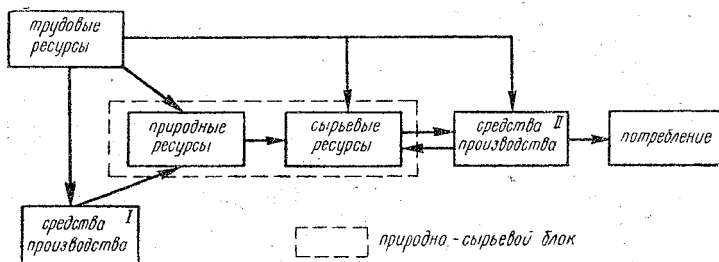 трудовые
ресурсы
природные
ресурсы
сырьевые
ресурсы
средства II
производства
потребление
средства I
производства
природно-сырьевой блок